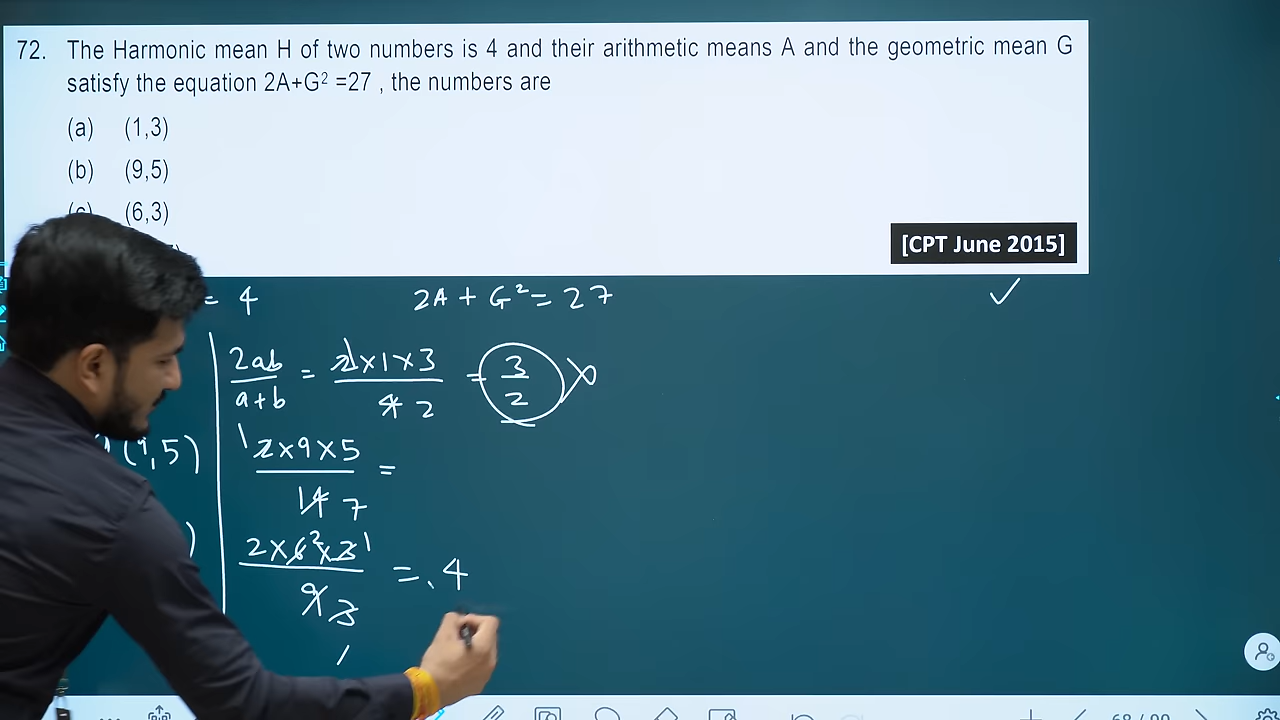 72. The Harmonic mean H of two numbers is 4 and their arithmetic means A and the geometric mean G
satisfy the equation 2A+G² =27 , the numbers are
(a) (1,3)
(b) (9,5)
(c) (6,3)
[CPT June 2015]
= 4 2A + G² = 27
2ab/a+b = 2×1×3/4 2 = 3/2
(9,5) 2×9×5/14 7 =
2×6×3/9 3 = 4
68 / 90